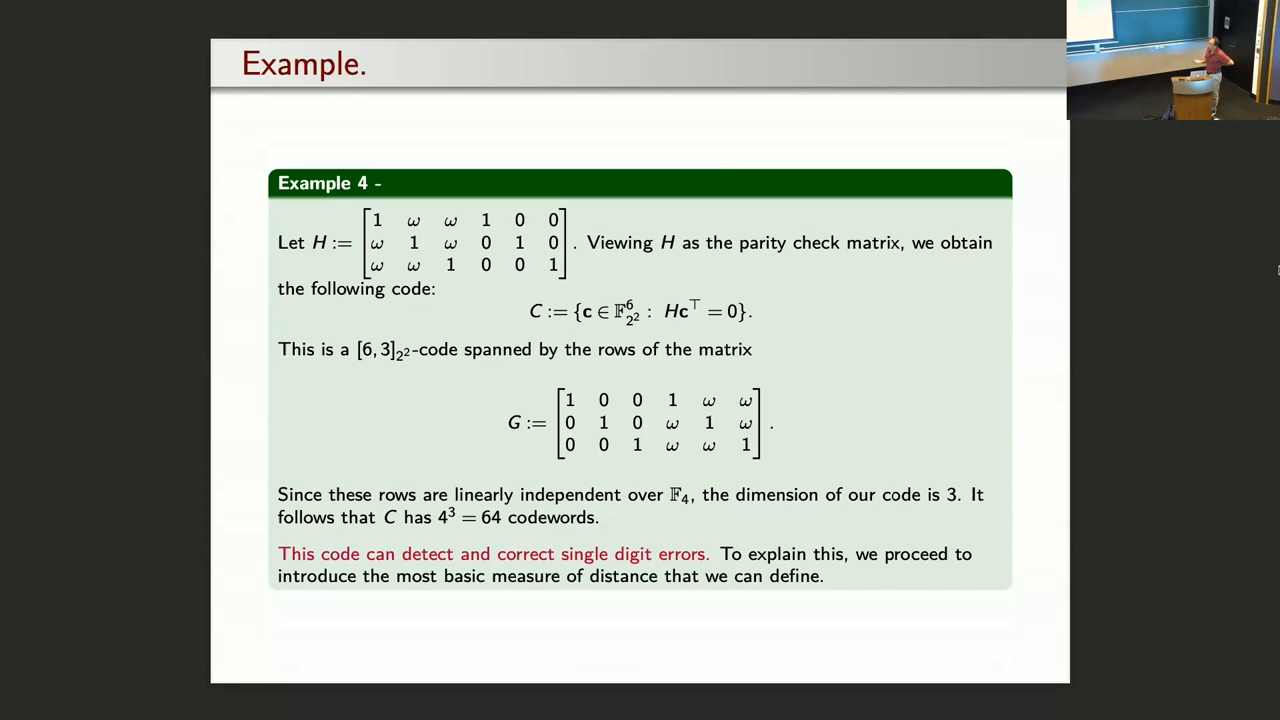 Example.
Example 4 -
Let H := [1 ω ω 1 0 0
ω 1 ω 0 1 0
ω ω 1 0 0 1]. Viewing H as the parity check matrix, we obtain
the following code:
C := {c ∈ 𝔽⁶_{2²} : Hc^⊤ = 0}.
This is a [6, 3]_{2²}-code spanned by the rows of the matrix
G := [1 0 0 1 ω ω
0 1 0 ω 1 ω
0 0 1 ω ω 1].
Since these rows are linearly independent over 𝔽₄, the dimension of our code is 3. It
follows that C has 4³ = 64 codewords.
This code can detect and correct single digit errors. To explain this, we proceed to
introduce the most basic measure of distance that we can define.